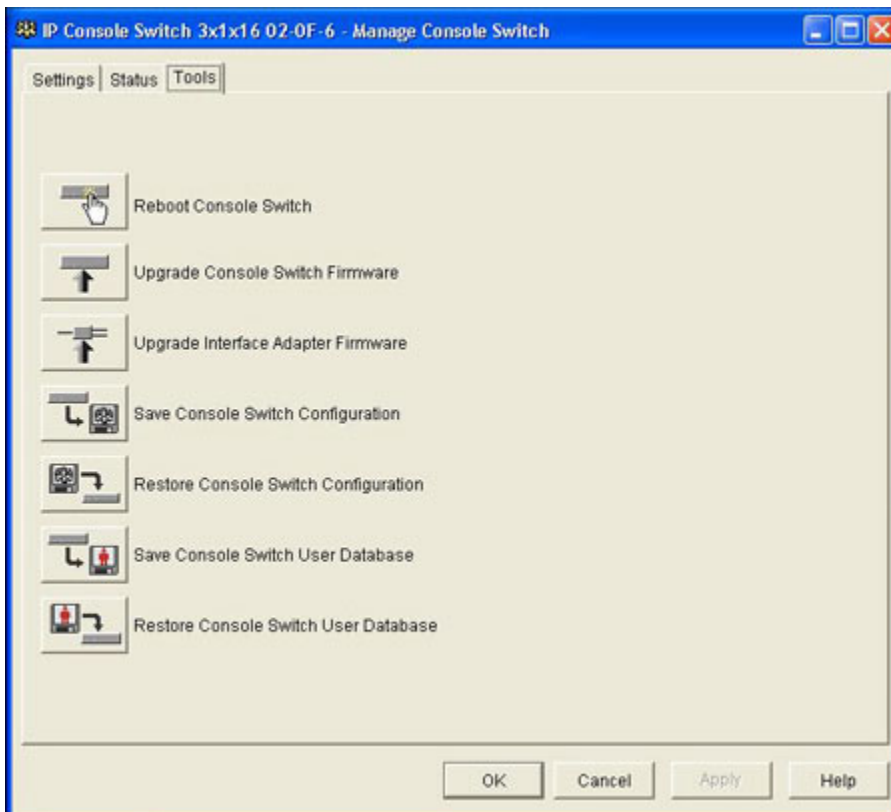 IP Console Switch 3x1x16 02-0F-6 - Manage Console Switch
Settings Status Tools
Reboot Console Switch
Upgrade Console Switch Firmware
Upgrade Interface Adapter Firmware
Save Console Switch Configuration
Restore Console Switch Configuration
Save Console Switch User Database
Restore Console Switch User Database
OK Cancel Apply Help